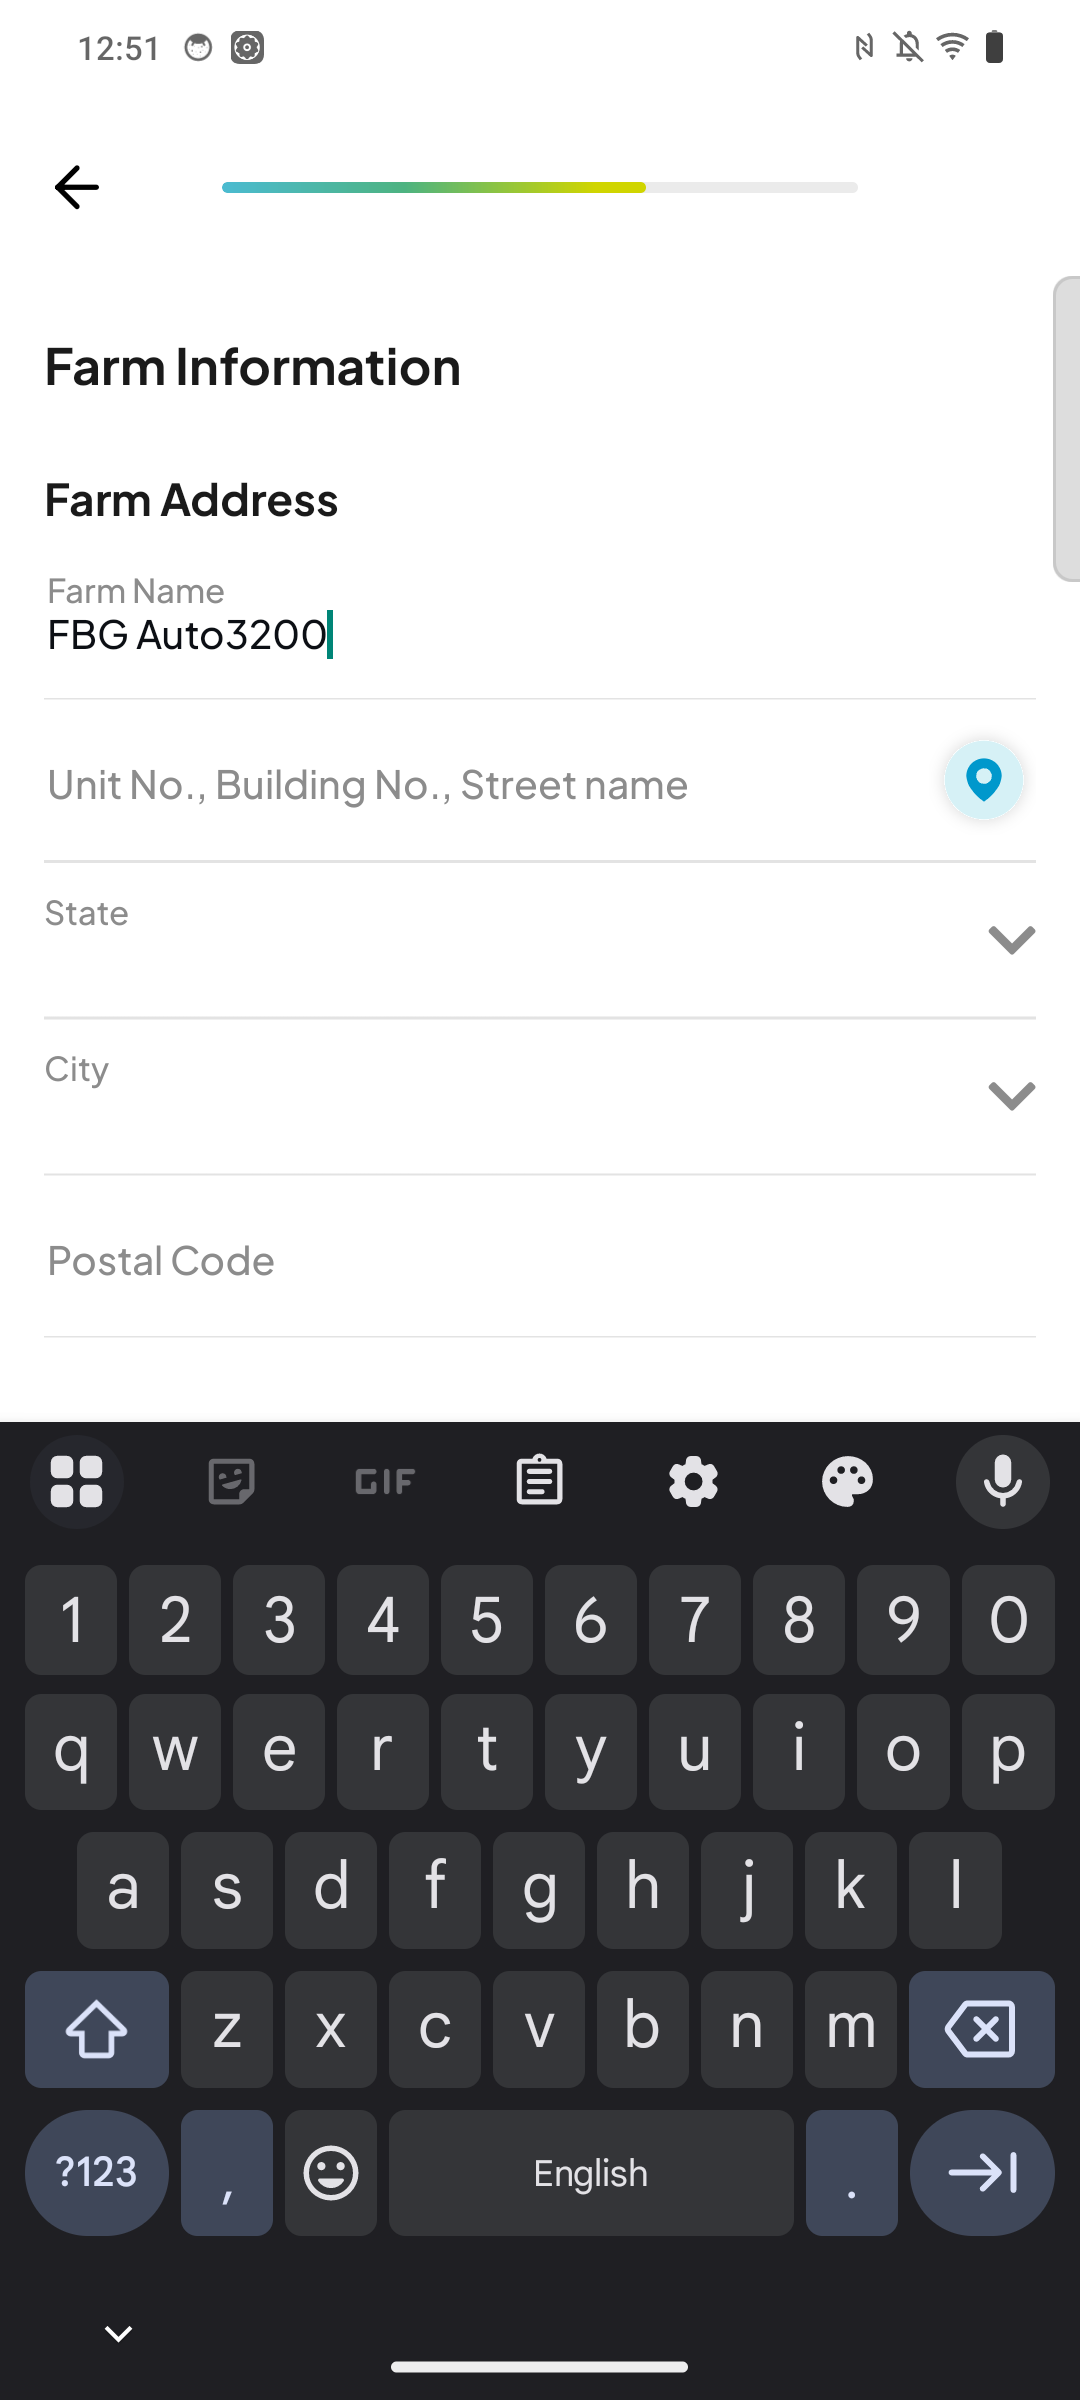 12:51
Farm Information
Farm Address
Farm Name
FBG Auto3200
Unit No., Building No., Street name
State
City
Postal Code
GIF
1 2 3 4 5 6 7 8 9 0
q w e r t y u i o p
a s d f g h j k l
z x c v b n m
?123 , English .